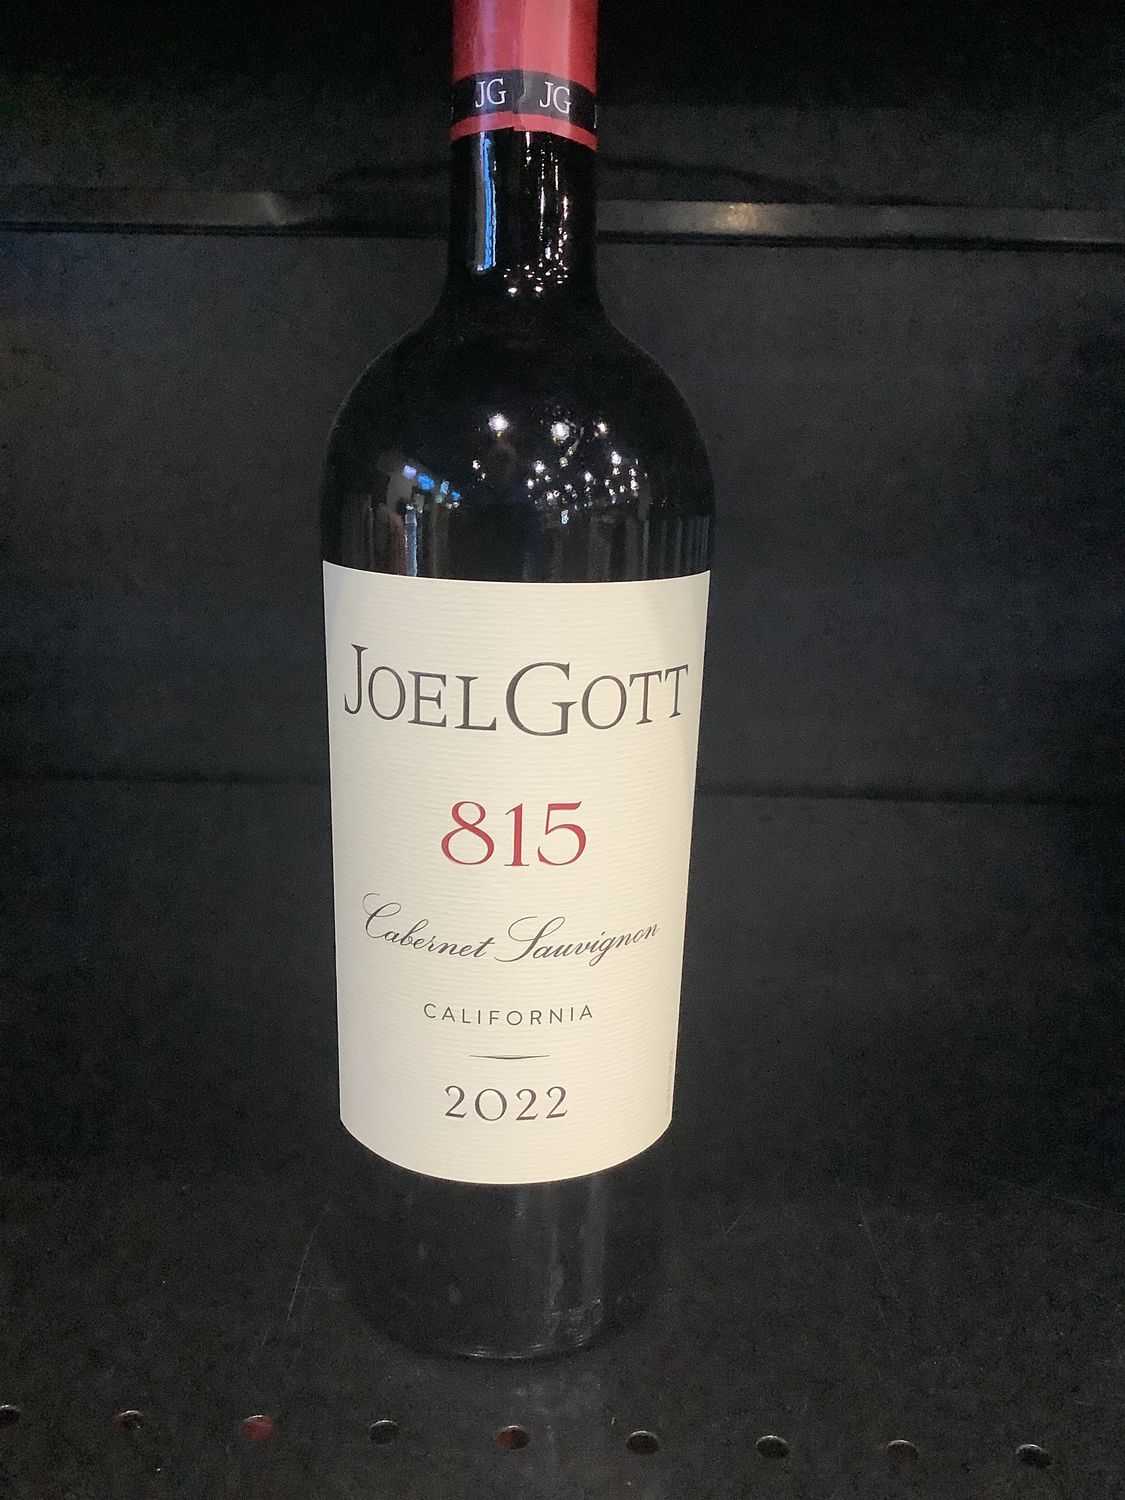 JG JG
JOEL GOTT
815
Cabernet Sauvignon
CALIFORNIA
2022